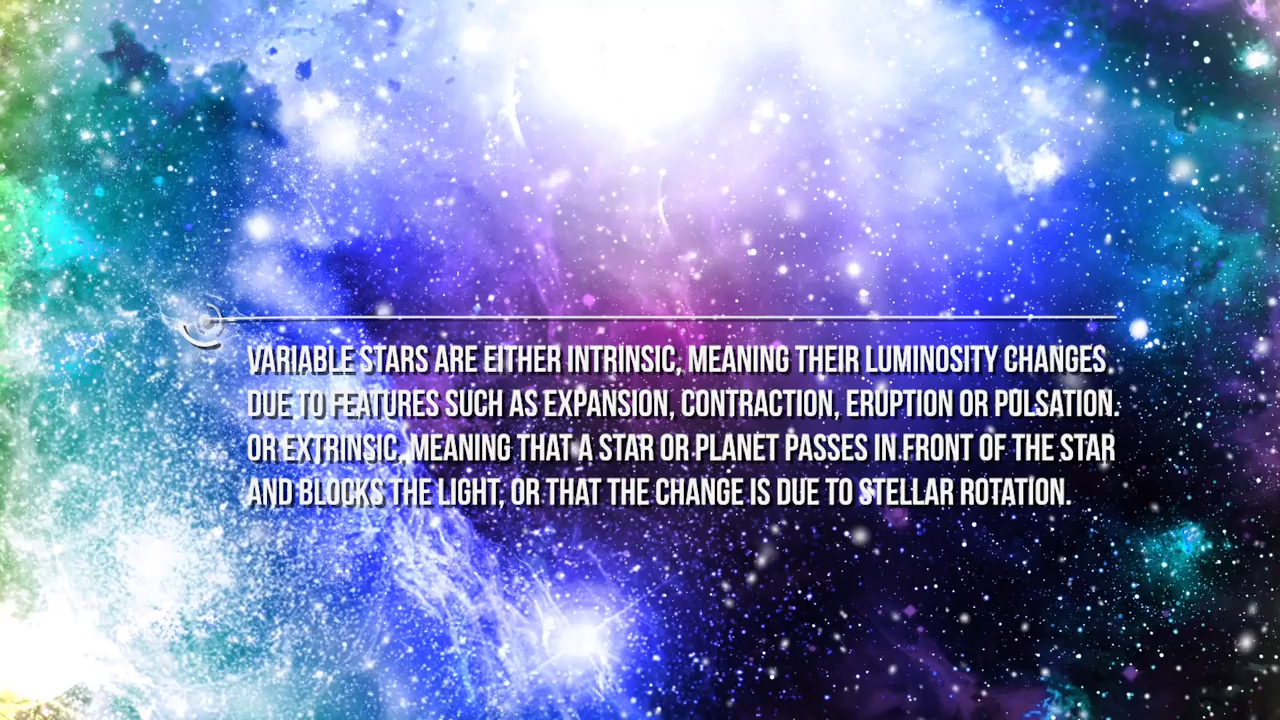 VARIABLE STARS ARE EITHER INTRINSIC, MEANING THEIR LUMINOSITY CHANGES,
DUE TO FEATURES SUCH AS EXPANSION, CONTRACTION, ERUPTION OR PULSATION.
OR EXTRINSIC, MEANING THAT A STAR OR PLANET PASSES IN FRONT OF THE STAR
AND BLOCKS THE LIGHT, OR THAT THE CHANGE IS DUE TO STELLAR ROTATION.